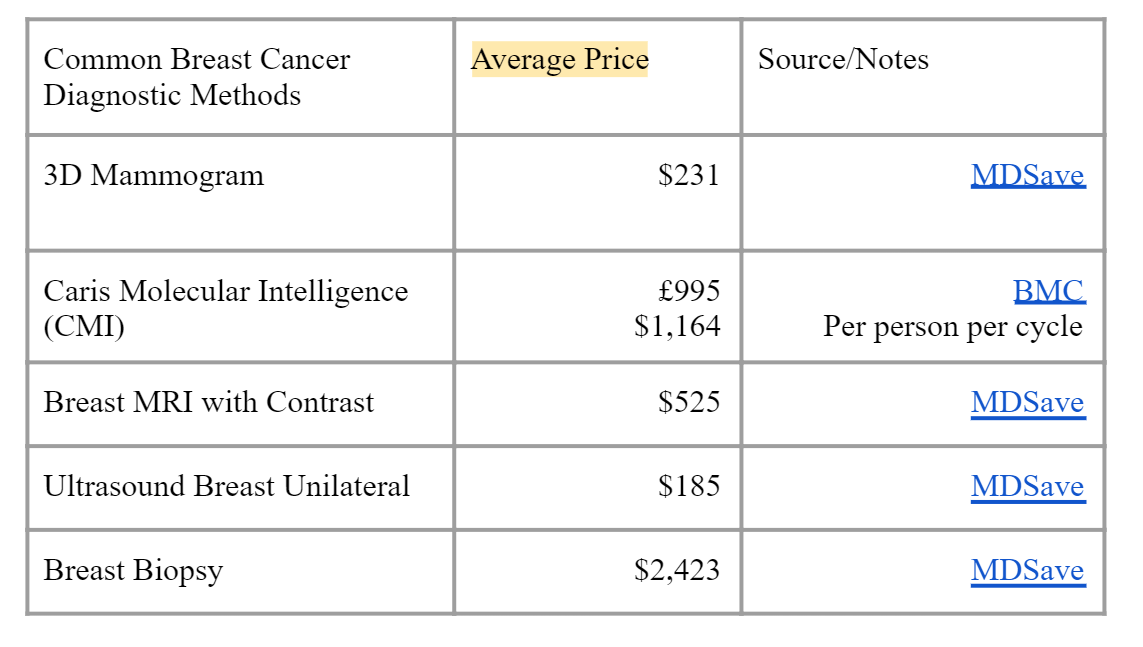 Common Breast Cancer
Diagnostic Methods
Average Price
Source/Notes
3D Mammogram
$231
MDSave
Caris Molecular Intelligence
(CMI)
£995
$1,164
BMC
Per person per cycle
Breast MRI with Contrast
$525
MDSave
Ultrasound Breast Unilateral
$185
MDSave
Breast Biopsy
$2,423
MDSave